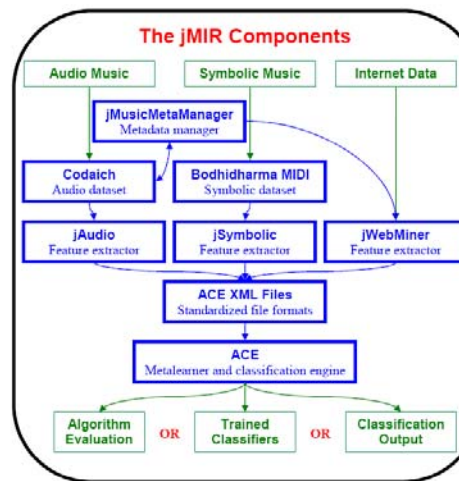 The jMIR Components
Audio Music
Symbolic Music
Internet Data
jMusicMetaManager
Metadata manager
Codaich
Audio dataset
Bodhidharma MIDI
Symbolic dataset
jAudio
Feature extractor
jSymbolic
Feature extractor
jWebMiner
Feature extractor
ACE XML Files
Standardized file formats
ACE
Metalearner and classification engine
Algorithm
Evaluation
OR
Trained
Classifiers
OR
Classification
Output